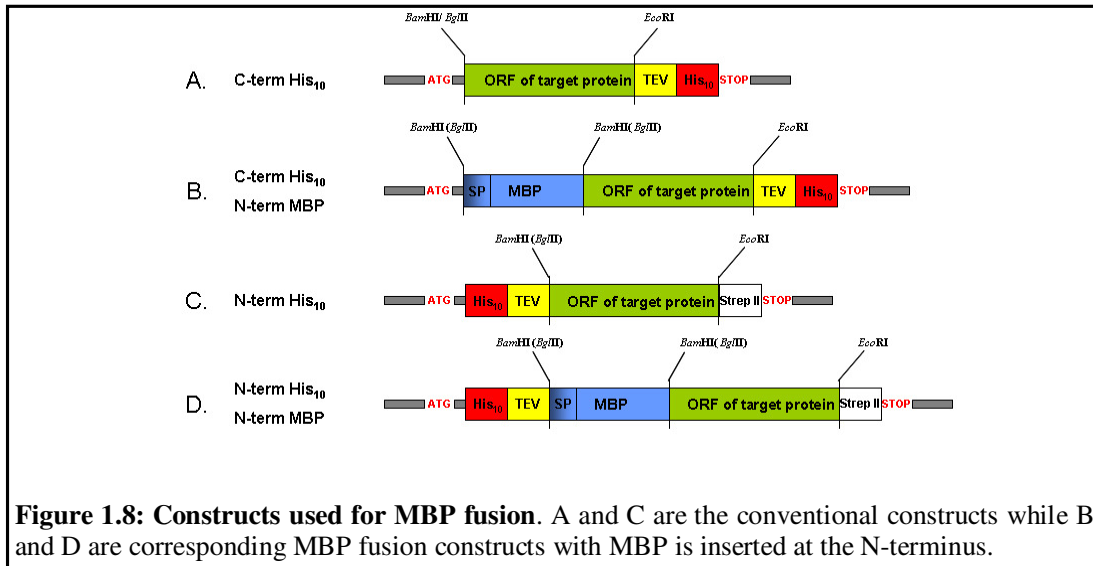 BamHI/ BglII EcoRI
A. C-term His10 ATG ORF of target protein TEV His10 STOP
BamHI(BglII) BamHI(BglII) EcoRI
B. C-term His10
N-term MBP
ATG SP MBP ORF of target protein TEV His10 STOP
BamHI(BglII) EcoRI
C. N-term His10 ATG His10 TEV ORF of target protein Strep II STOP
BamHI(BglII) BamHI(BglII) EcoRI
D. N-term His10
N-term MBP
ATG His10 TEV SP MBP ORF of target protein Strep II STOP
Figure 1.8: Constructs used for MBP fusion. A and C are the conventional constructs while B
and D are corresponding MBP fusion constructs with MBP is inserted at the N-terminus.